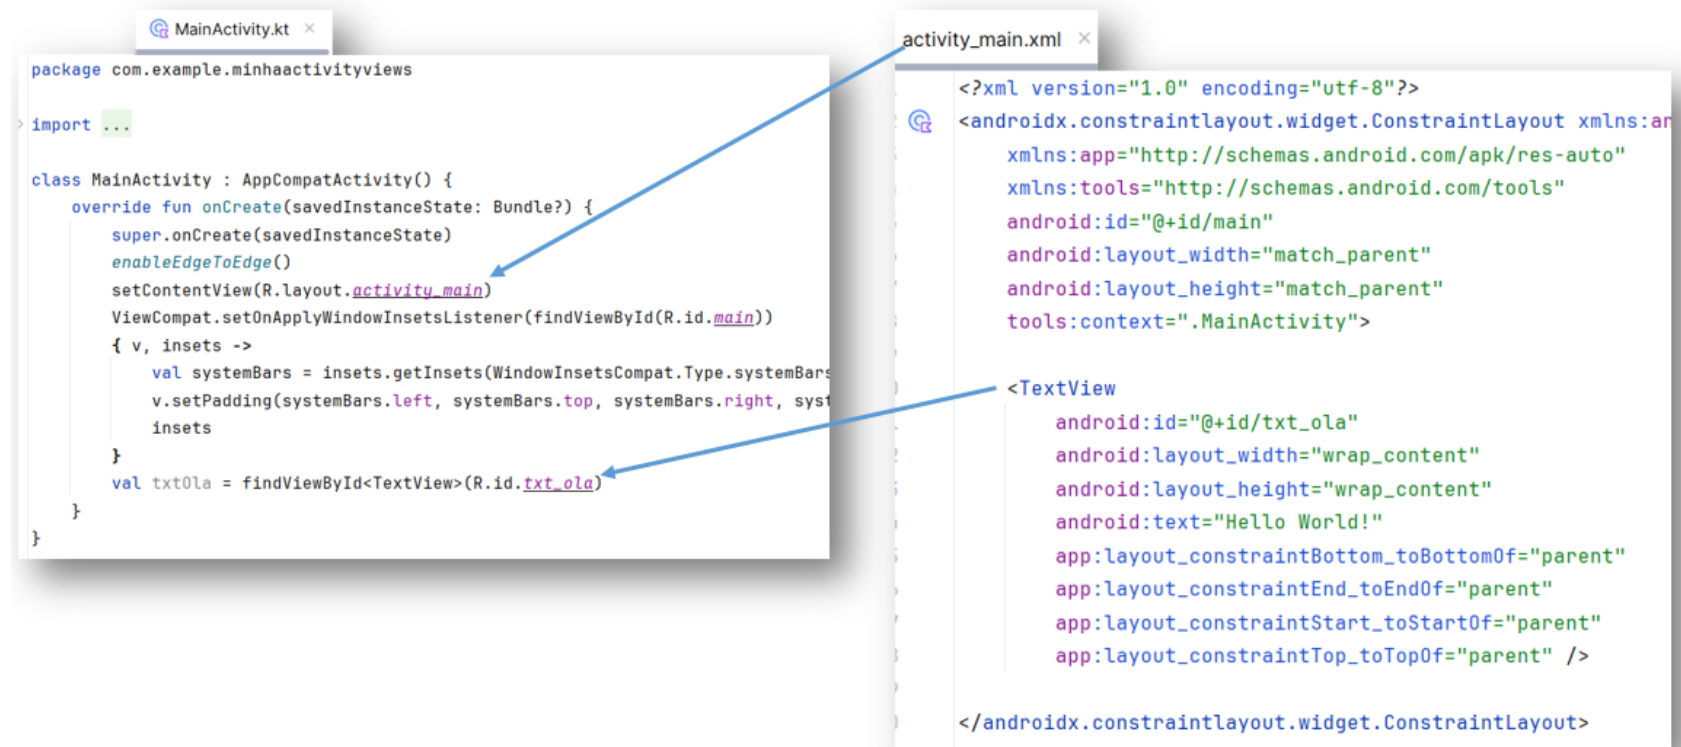 MainActivity.kt
package com.example.minhaactivityviews
import ...
class MainActivity : AppCompatActivity() {
override fun onCreate(savedInstanceState: Bundle?) {
super.onCreate(savedInstanceState)
enableEdgeToEdge()
setContentView(R.layout.activity_main)
ViewCompat.setOnApplyWindowInsetsListener(findViewById(R.id.main))
{ v, insets ->
val systemBars = insets.getInsets(WindowInsetsCompat.Type.systemBars
v.setPadding(systemBars.left, systemBars.top, systemBars.right, syst
insets
}
val txtOla = findViewById<TextView>(R.id.txt_ola)
}
}
activity_main.xml
<?xml version="1.0" encoding="utf-8"?>
<androidx.constraintlayout.widget.ConstraintLayout xmlns:an
xmlns:app="http://schemas.android.com/apk/res-auto"
xmlns:tools="http://schemas.android.com/tools"
android:id="@+id/main"
android:layout_width="match_parent"
android:layout_height="match_parent"
tools:context=".MainActivity">
<TextView
android:id="@+id/txt_ola"
android:layout_width="wrap_content"
android:layout_height="wrap_content"
android:text="Hello World!"
app:layout_constraintBottom_toBottomOf="parent"
app:layout_constraintEnd_toEndOf="parent"
app:layout_constraintStart_toStartOf="parent"
app:layout_constraintTop_toTopOf="parent" />
</androidx.constraintlayout.widget.ConstraintLayout>